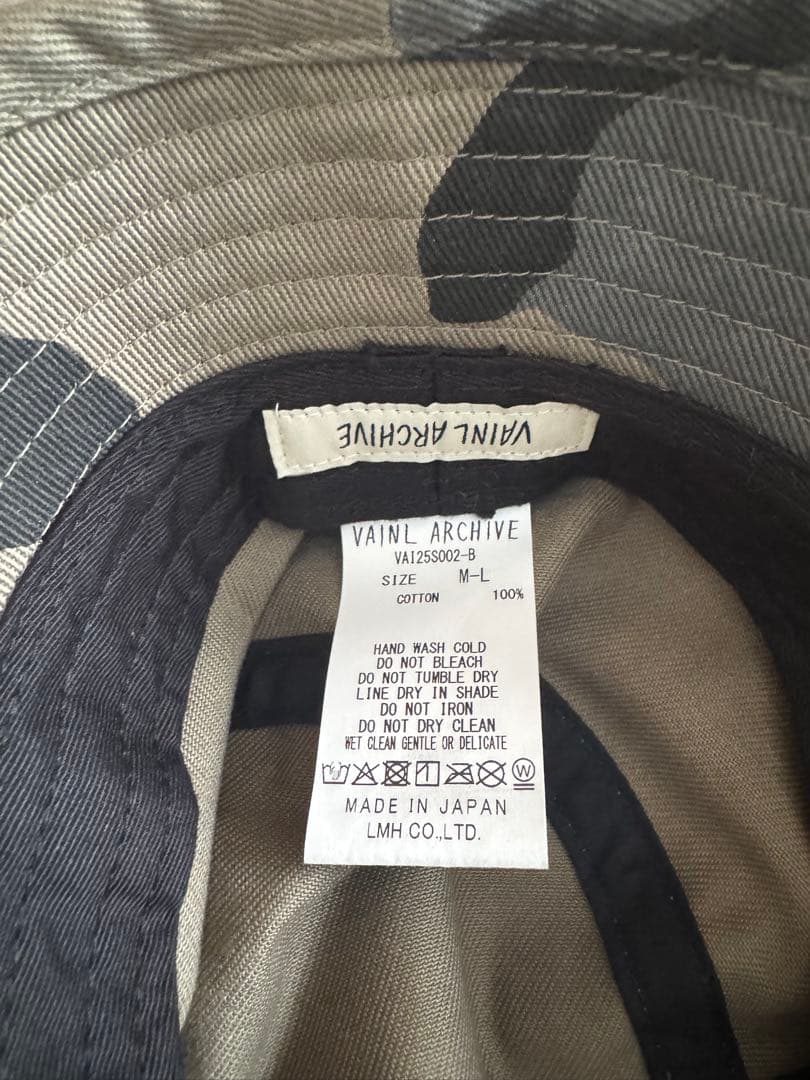 VAINL ARCHIVE
VAINL ARCHIVE
VAI25S002-B
SIZE M-L
COTTON 100%
HAND WASH COLD
DO NOT BLEACH
DO NOT TUMBLE DRY
LINE DRY IN SHADE
DO NOT IRON
DO NOT DRY CLEAN
WET CLEAN GENTLE OR DELICATE
W
MADE IN JAPAN
LMH CO.,LTD.